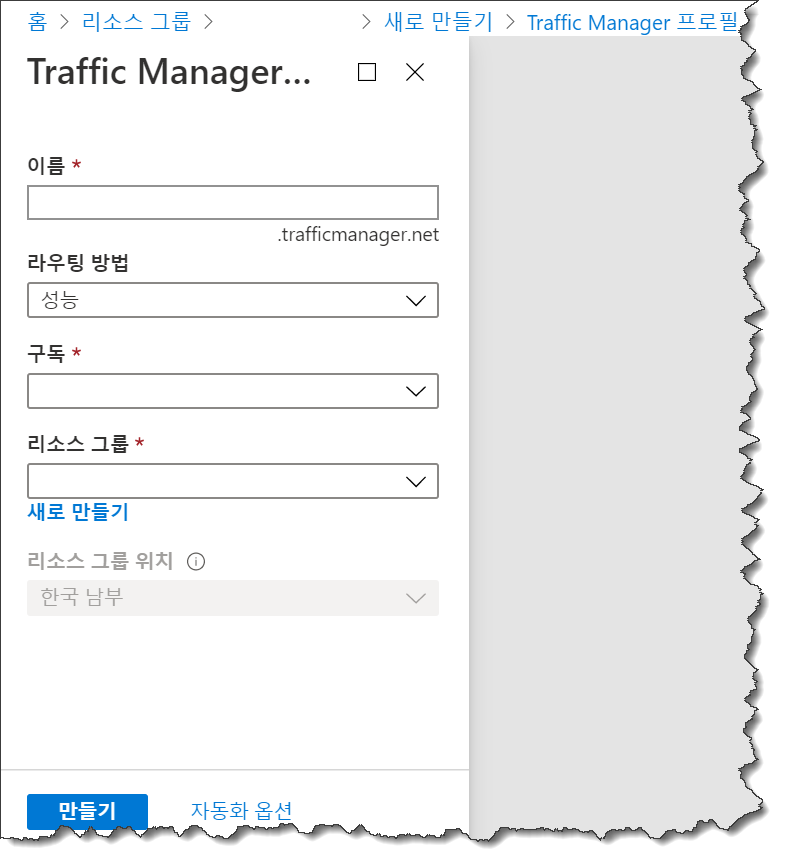 홈 > 리소스 그룹 > > 새로 만들기 > Traffic Manager 프로필
Traffic Manager...
이름 *
.trafficmanager.net
라우팅 방법
성능
구독 *
리소스 그룹 *
새로 만들기
리소스 그룹 위치
한국 남부
만들기 자동화 옵션